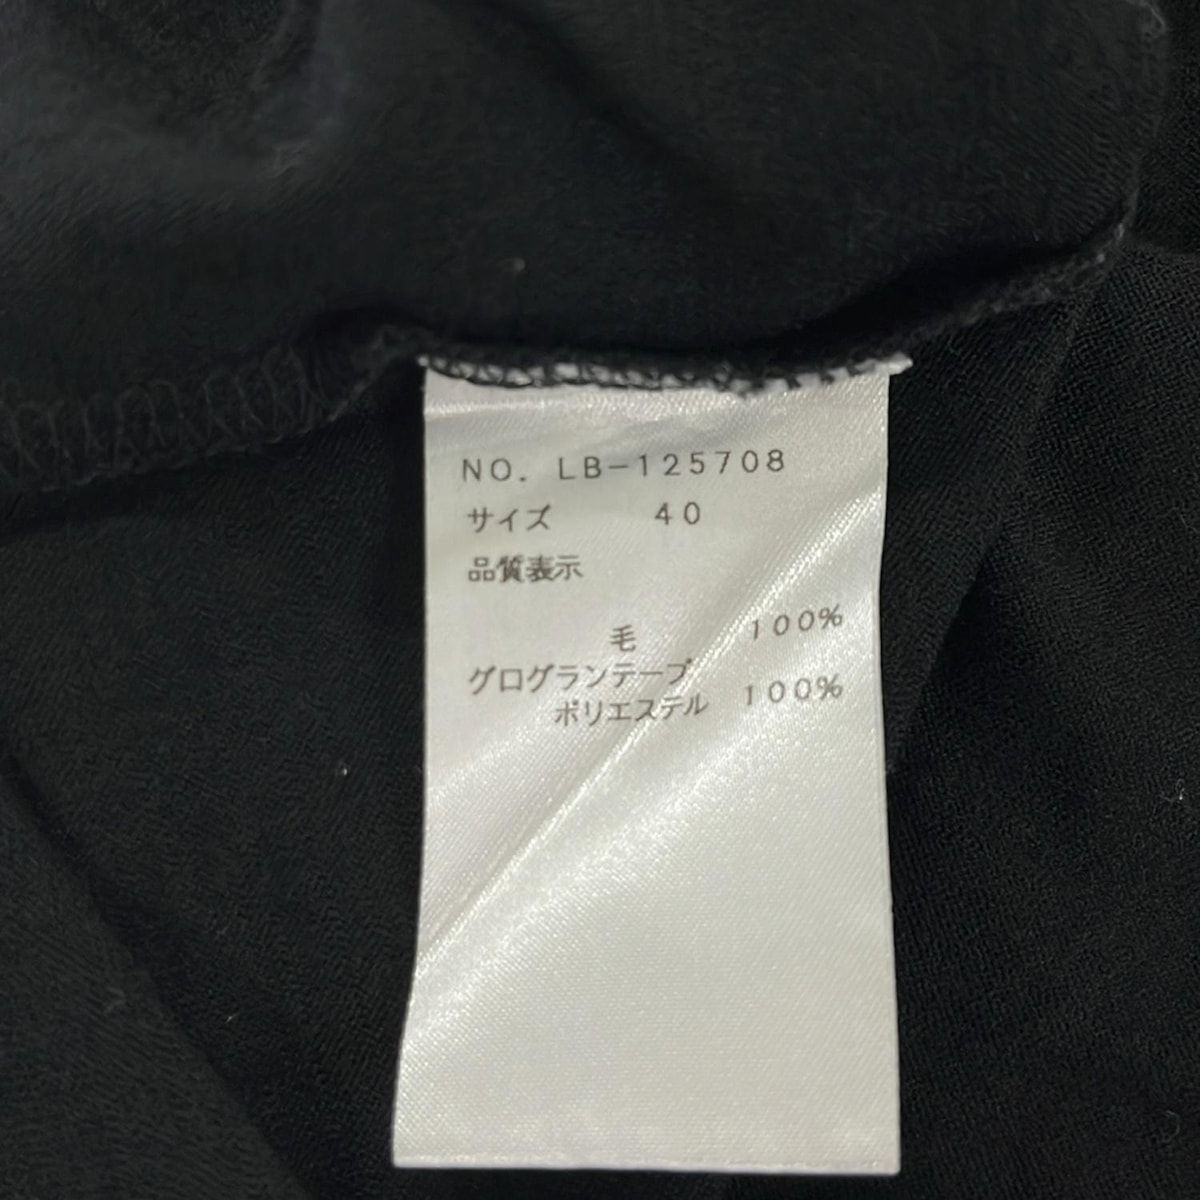 NO. LB-125708
サイズ 40
品質表示
毛 100%
グログランテープ
ポリエステル 100%